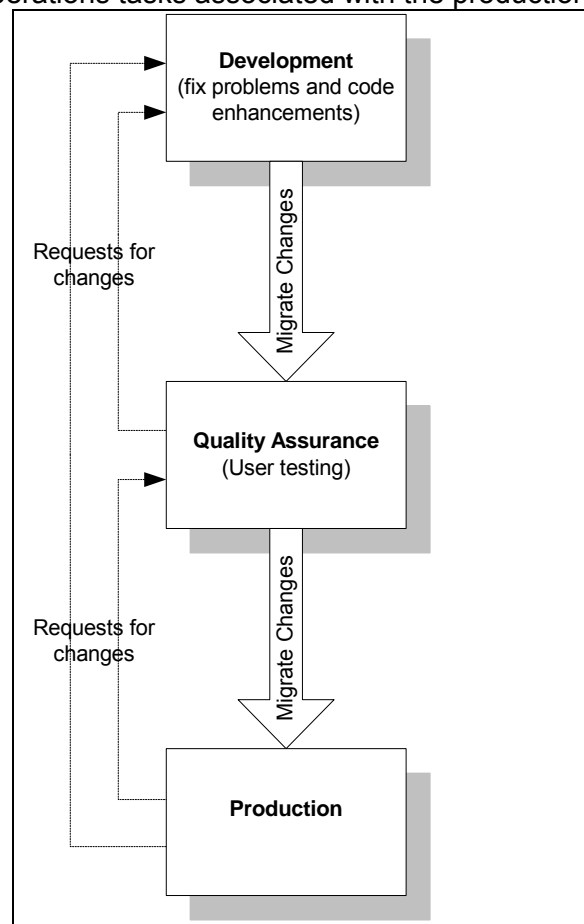 erations tasks associated with the production
Development
(fix problems and code
enhancements)
Migrate Changes
Requests for
changes
Quality Assurance
(User testing)
Migrate Changes
Requests for
changes
Production